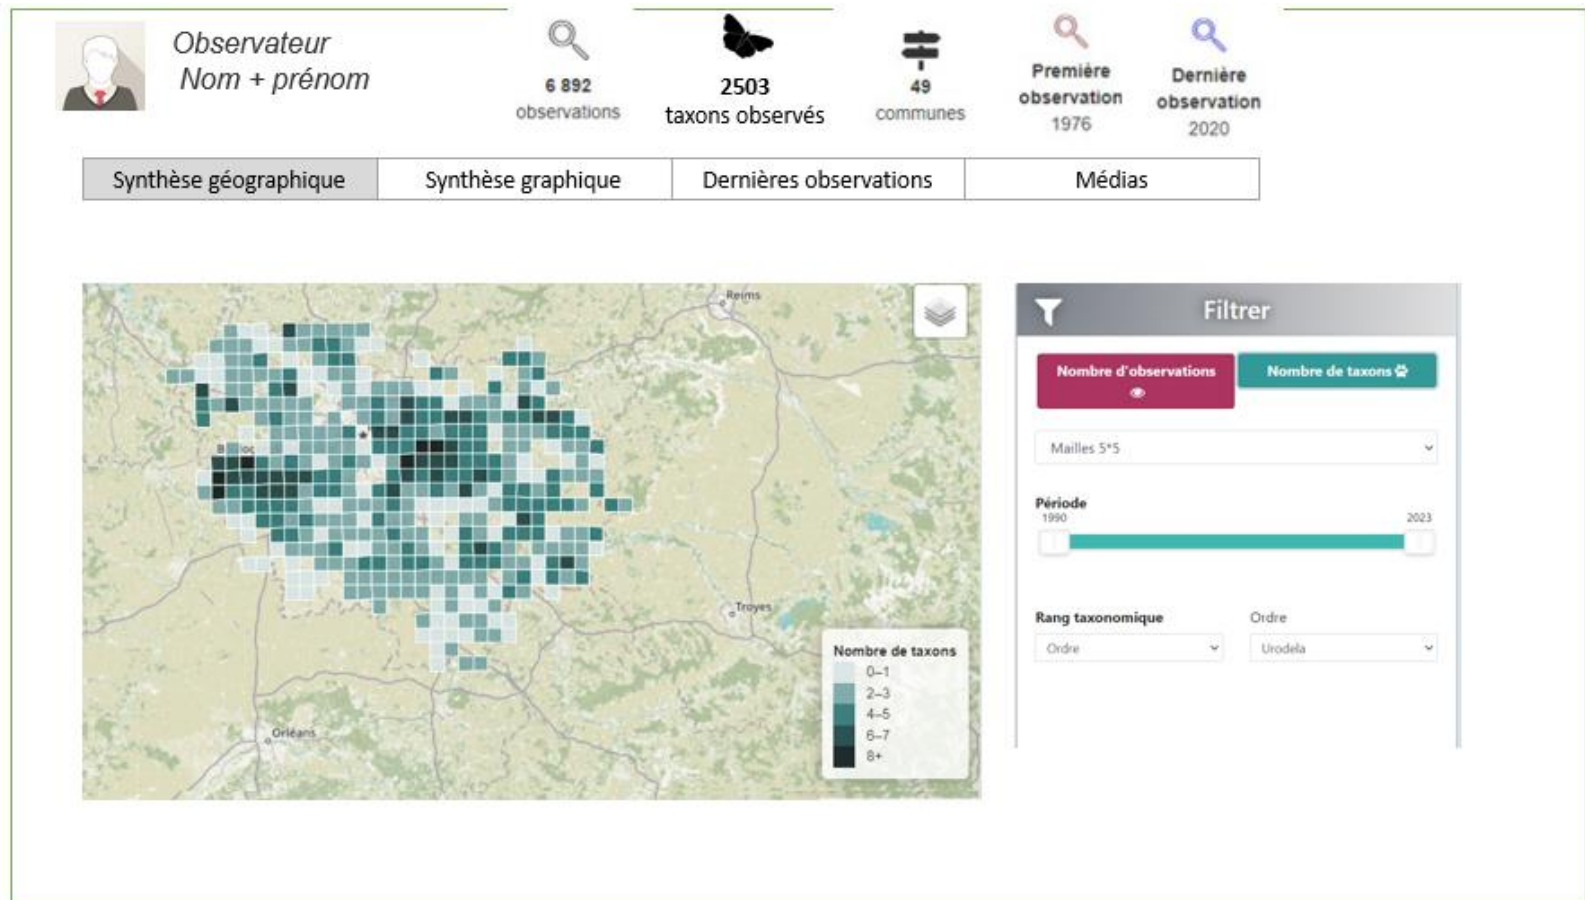 Observateur
Nom + prénom
6 892
observations
2503
taxons observés
49
communes
Première
observation
1976
Dernière
observation
2020
Synthèse géographique
Synthèse graphique
Dernières observations
Médias
Reims
Troyes
Orléans
Nombre de taxons
0–1
2–3
4–5
6–7
8+
Filtrer
Nombre d'observations
Nombre de taxons
Mailles 5*5
Période
1990
2023
Rang taxonomique
Ordre
Ordre
Urodela